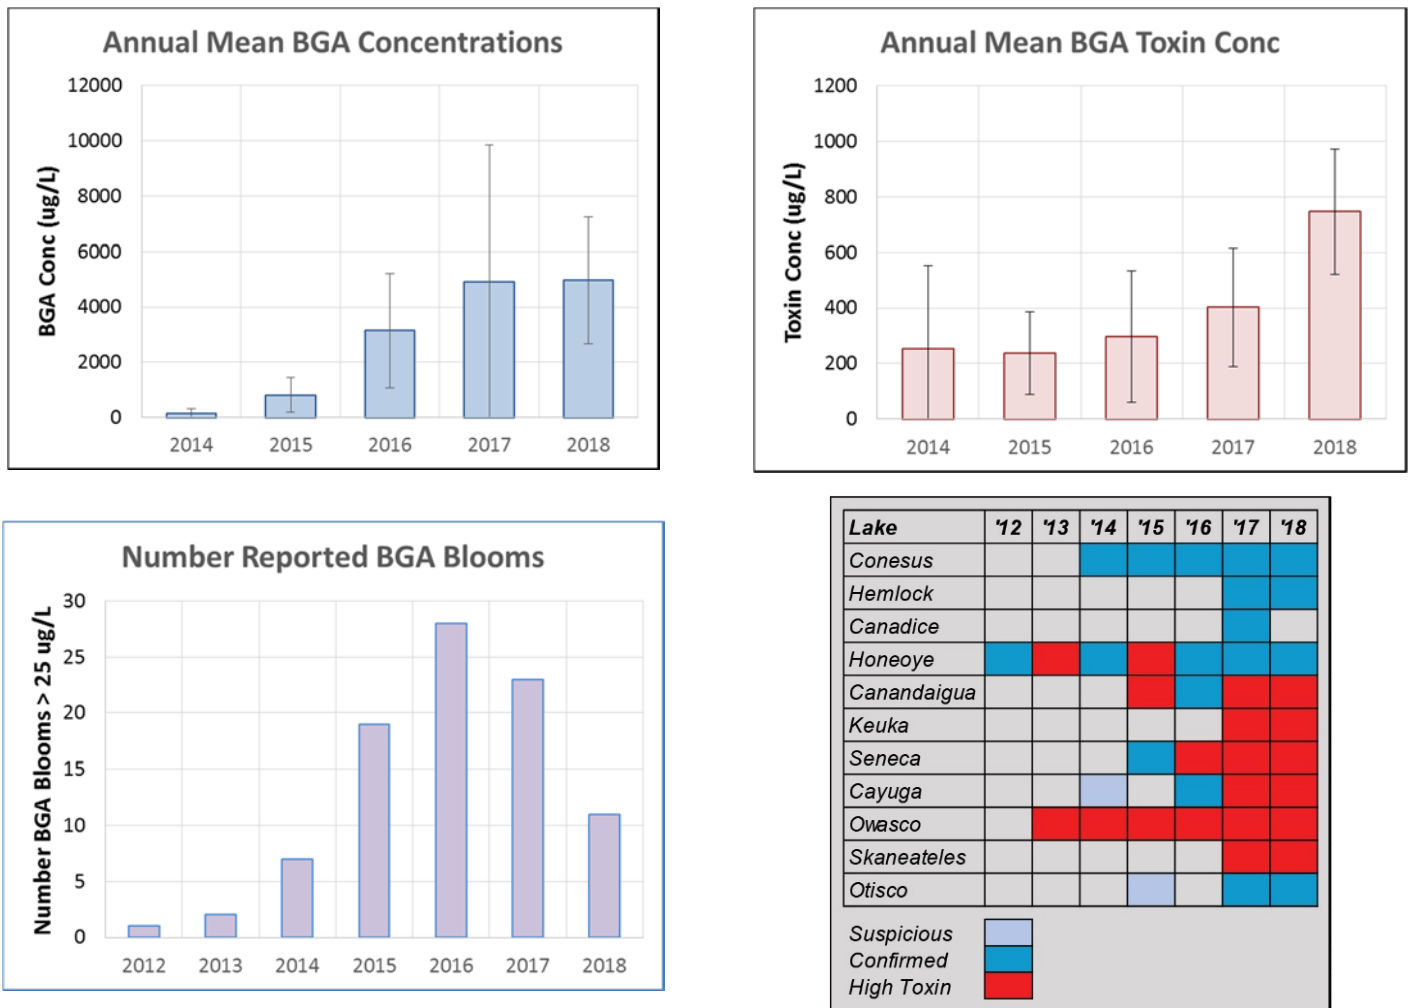 Annual Mean BGA Concentrations
BGA Conc (ug/L)
12000
10000
8000
6000
4000
2000
0
2014 2015 2016 2017 2018
Annual Mean BGA Toxin Conc
Toxin Conc (ug/L)
1200
1000
800
600
400
200
0
2014 2015 2016 2017 2018
Number Reported BGA Blooms
Number BGA Blooms > 25 ug/L
30
25
20
15
10
5
0
2012 2013 2014 2015 2016 2017 2018
Lake '12 '13 '14 '15 '16 '17 '18
Conesus
Hemlock
Canadice
Honeoye
Canandaigua
Keuka
Seneca
Cayuga
Owasco
Skaneateles
Otisco
Suspicious
Confirmed
High Toxin